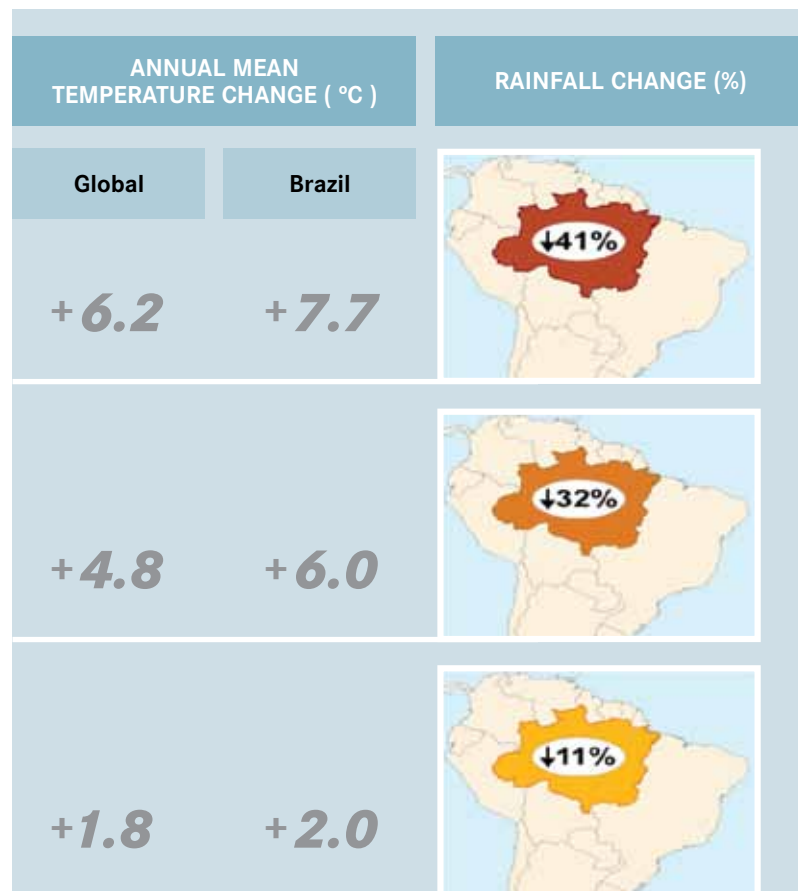 ANNUAL MEAN
TEMPERATURE CHANGE ( ºC )
RAINFALL CHANGE (%)
Global
Brazil
↓41%
+6.2
+7.7
↓32%
+4.8
+6.0
↓11%
+1.8
+2.0